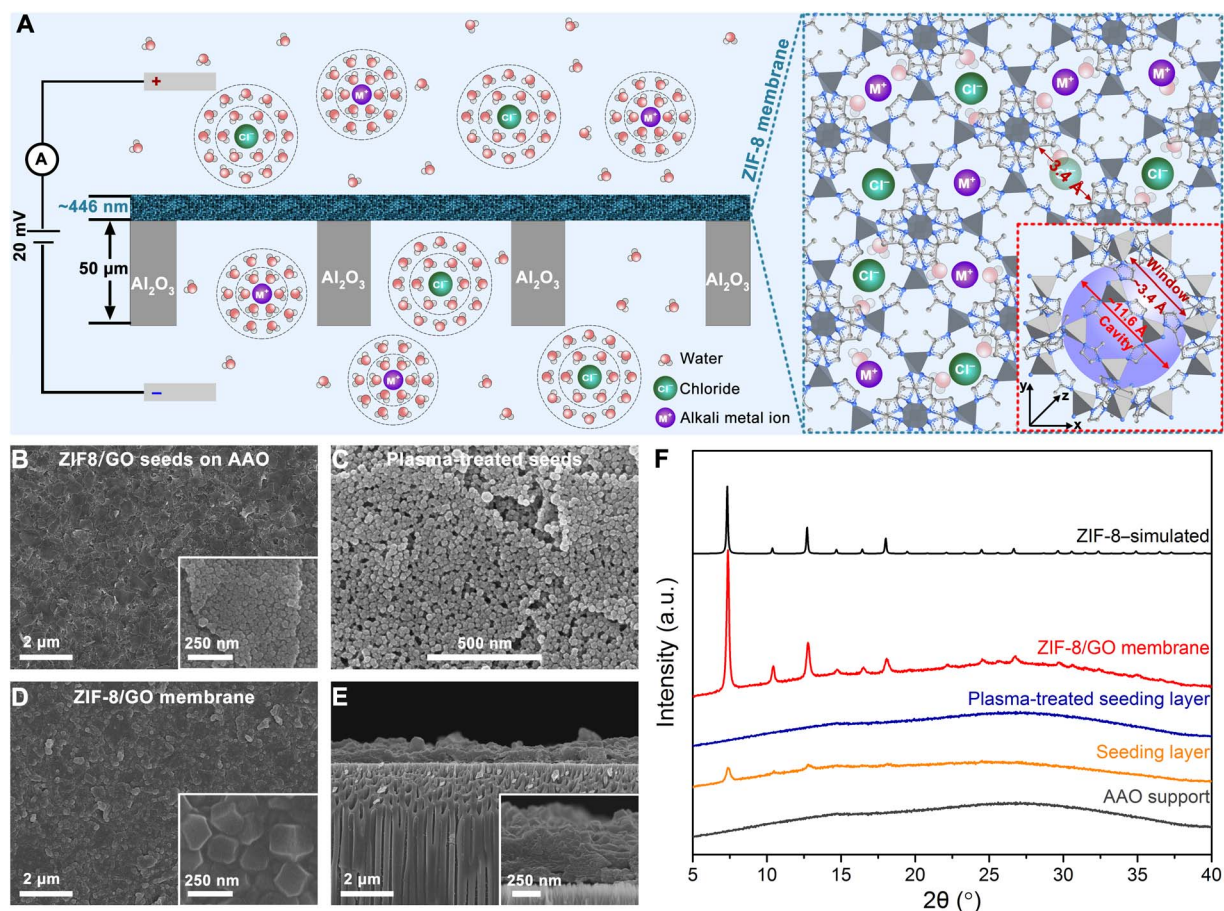 A
+
A
20 mV
−
~446 nm
50 µm
Al₂O₃
Al₂O₃
Al₂O₃
Al₂O₃
M⁺
Cl⁻
Cl⁻
M⁺
M⁺
Cl⁻
M⁺
Cl⁻
Water
Cl⁻ Chloride
M⁺ Alkali metal ion
ZIF-8 membrane
M⁺
Cl⁻
M⁺
M⁺
3.4 Å
Cl⁻
M⁺
Cl⁻
Cl⁻
Cl⁻
M⁺
M⁺
Cl⁻
Window
~3.4 Å
~11.6 Å
Cavity
y
z
x
B
ZIF8/GO seeds on AAO
2 µm
250 nm
C
Plasma-treated seeds
500 nm
D
ZIF-8/GO membrane
2 µm
250 nm
E
2 µm
250 nm
F
Intensity (a.u.)
ZIF-8–simulated
ZIF-8/GO membrane
Plasma-treated seeding layer
Seeding layer
AAO support
5 10 15 20 25 30 35 40
2θ (°)